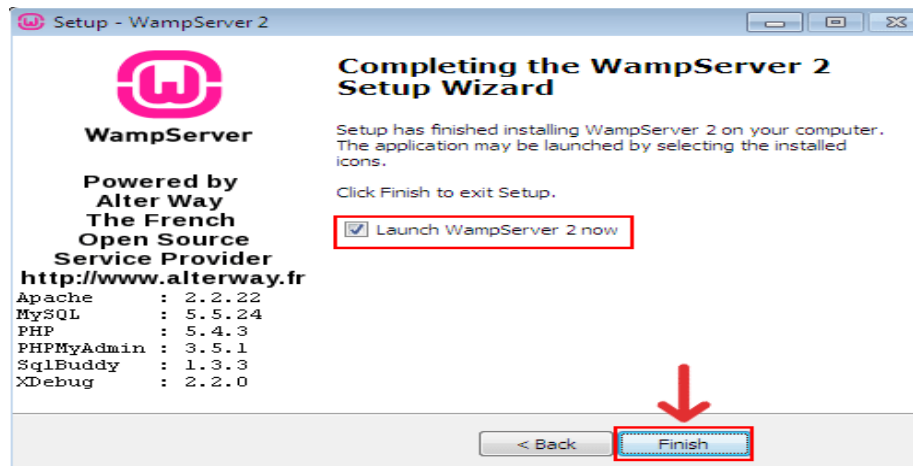 Setup - WampServer 2
WampServer
Powered by
Alter Way
The French
Open Source
Service Provider
http://www.alterway.fr
Apache : 2.2.22
MySQL : 5.5.24
PHP : 5.4.3
PHPMyAdmin : 3.5.1
SqlBuddy : 1.3.3
XDebug : 2.2.0
Completing the WampServer 2
Setup Wizard
Setup has finished installing WampServer 2 on your computer.
The application may be launched by selecting the installed
icons.
Click Finish to exit Setup.
Launch WampServer 2 now
< Back
Finish